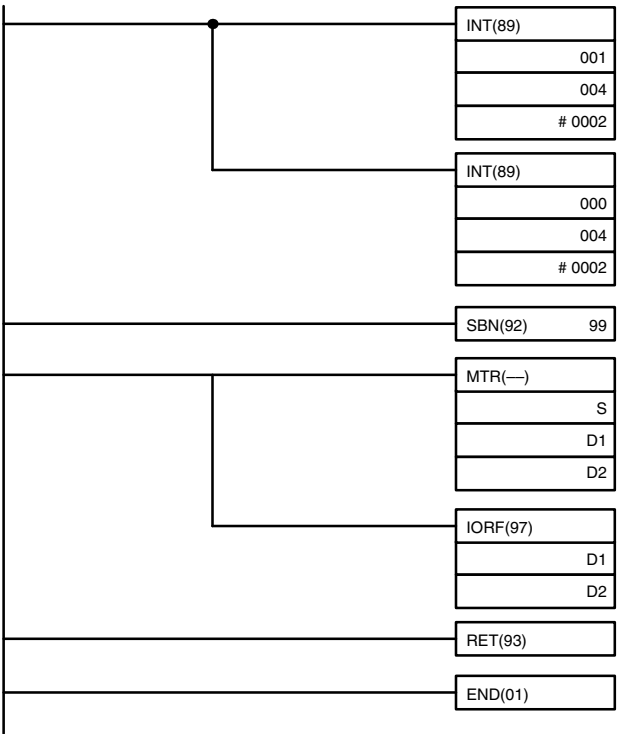 INT(89)
001
004
# 0002
INT(89)
000
004
# 0002
SBN(92) 99
MTR(––)
S
D1
D2
IORF(97)
D1
D2
RET(93)
END(01)